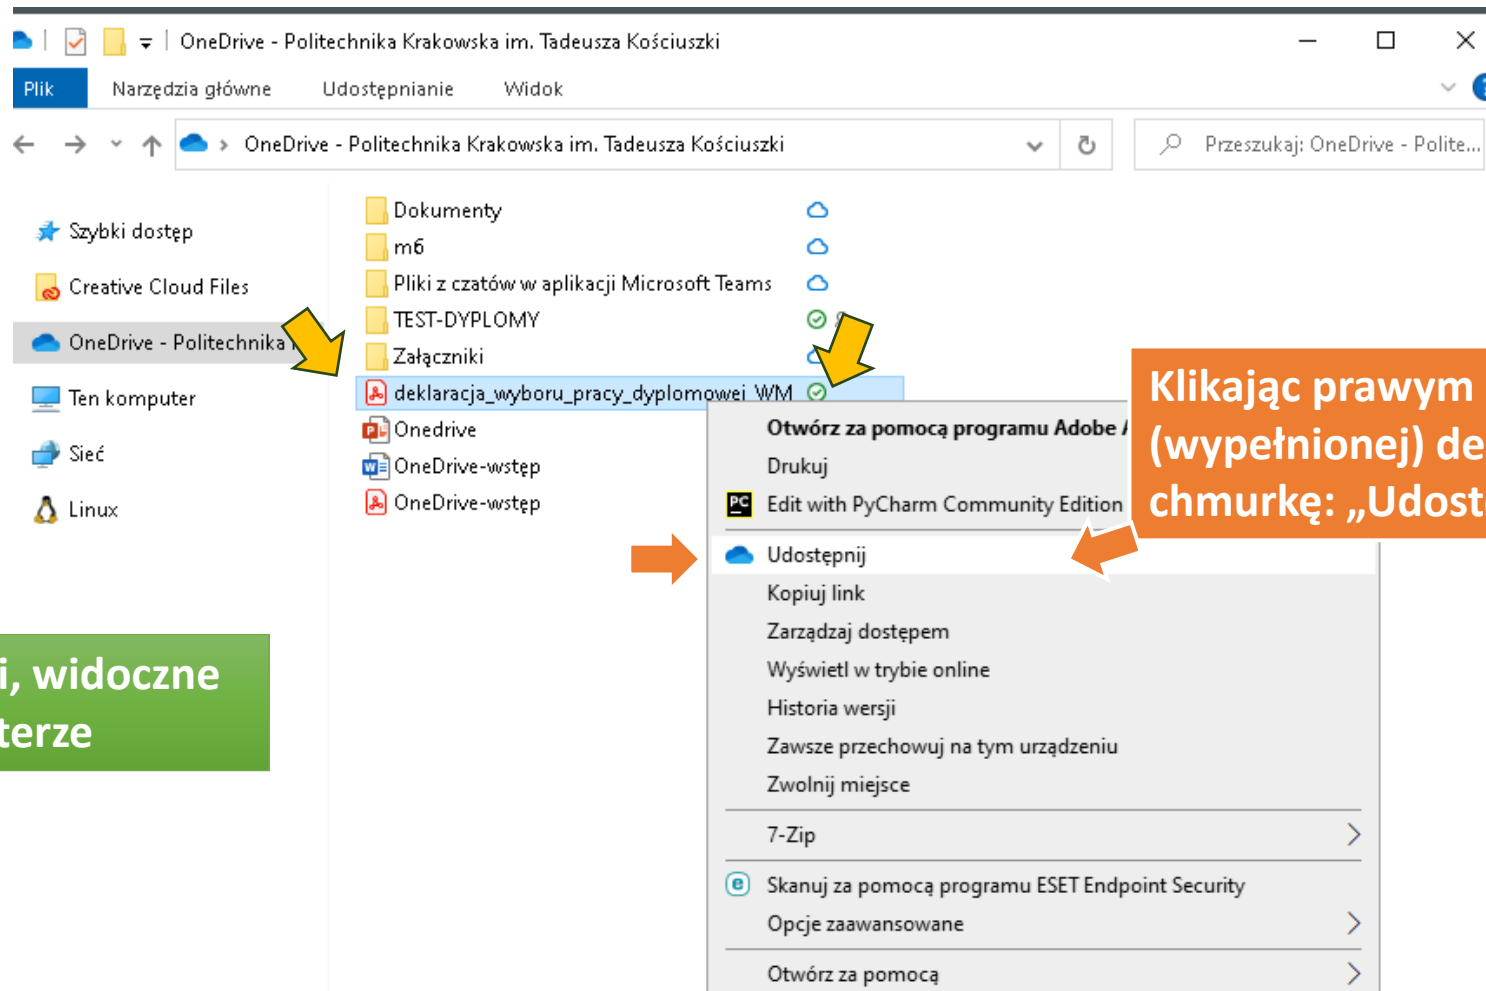 OneDrive - Politechnika Krakowska im. Tadeusza Kościuszki
Plik Narzędzia główne Udostępnianie Widok
OneDrive - Politechnika Krakowska im. Tadeusza Kościuszki
Przeszukaj: OneDrive - Polite...
Szybki dostęp
Creative Cloud Files
OneDrive - Politechnika
Ten komputer
Sieć
Linux
Dokumenty
m6
Pliki z czatów w aplikacji Microsoft Teams
TEST-DYPLOMY
Załączniki
deklaracja_wyboru_pracy_dyplomowej_WM
Onedrive
OneDrive-wstęp
OneDrive-wstęp
Otwórz za pomocą programu Adobe
Drukuj
PC Edit with PyCharm Community Edition
Udostępnij
Kopiuj link
Zarządzaj dostępem
Wyświetl w trybie online
Historia wersji
Zawsze przechowuj na tym urządzeniu
Zwolnij miejsce
7-Zip
Skanuj za pomocą programu ESET Endpoint Security
Opcje zaawansowane
Otwórz za pomocą
Klikając prawym
(wypełnionej) de
chmurkę: „Udost
i, widoczne
terze